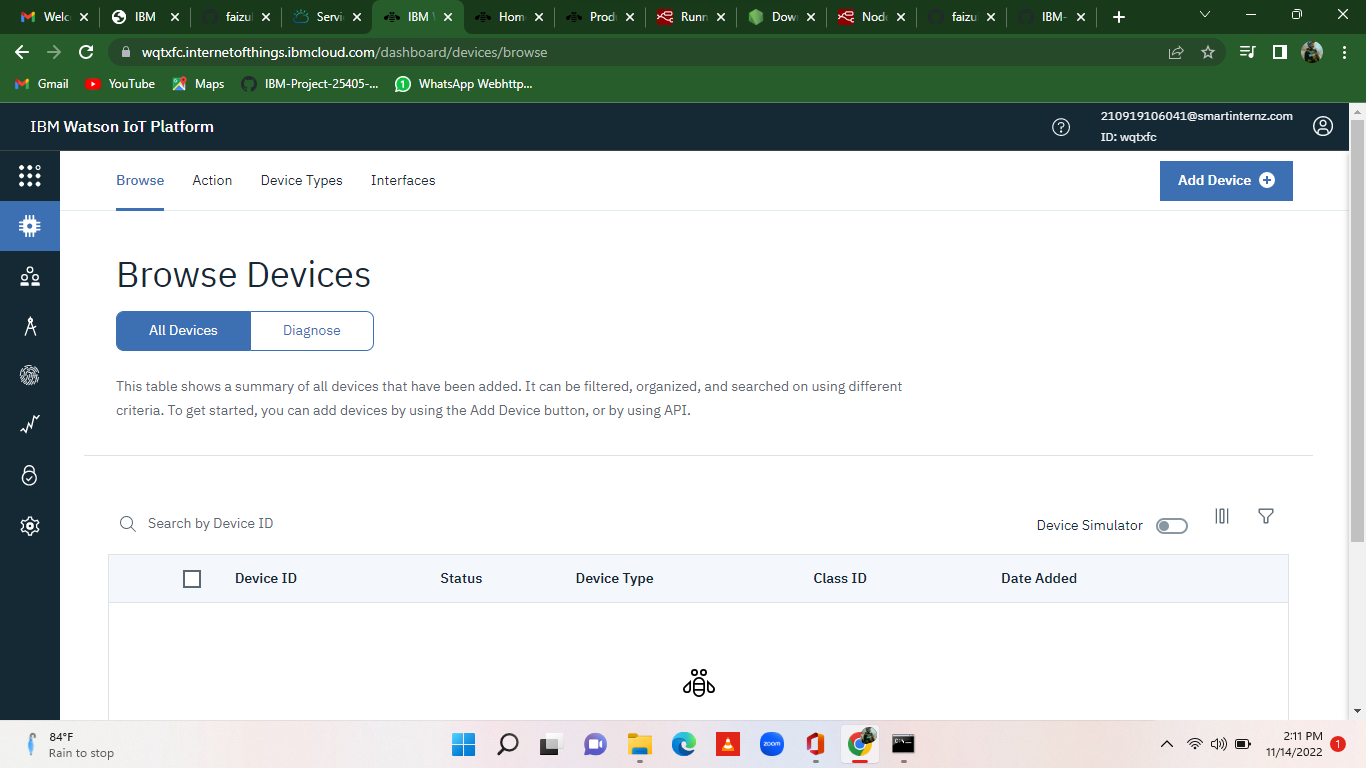 Welc
IBM
faizul
Servi
IBM W
Hom
Prod
Runn
Dow
Node
faizu
IBM-
wqtxfc.internetofthings.ibmcloud.com/dashboard/devices/browse
Gmail
YouTube
Maps
IBM-Project-25405-...
1
WhatsApp Webhttp...
IBM Watson IoT Platform
?
210919106041@smartinternz.com
ID: wqtxfc
Browse
Action
Device Types
Interfaces
Add Device
Browse Devices
All Devices
Diagnose
This table shows a summary of all devices that have been added. It can be filtered, organized, and searched on using different
criteria. To get started, you can add devices by using the Add Device button, or by using API.
Search by Device ID
Device Simulator
Device ID
Status
Device Type
Class ID
Date Added
84°F
Rain to stop
zoom
2:11 PM
11/14/2022
1